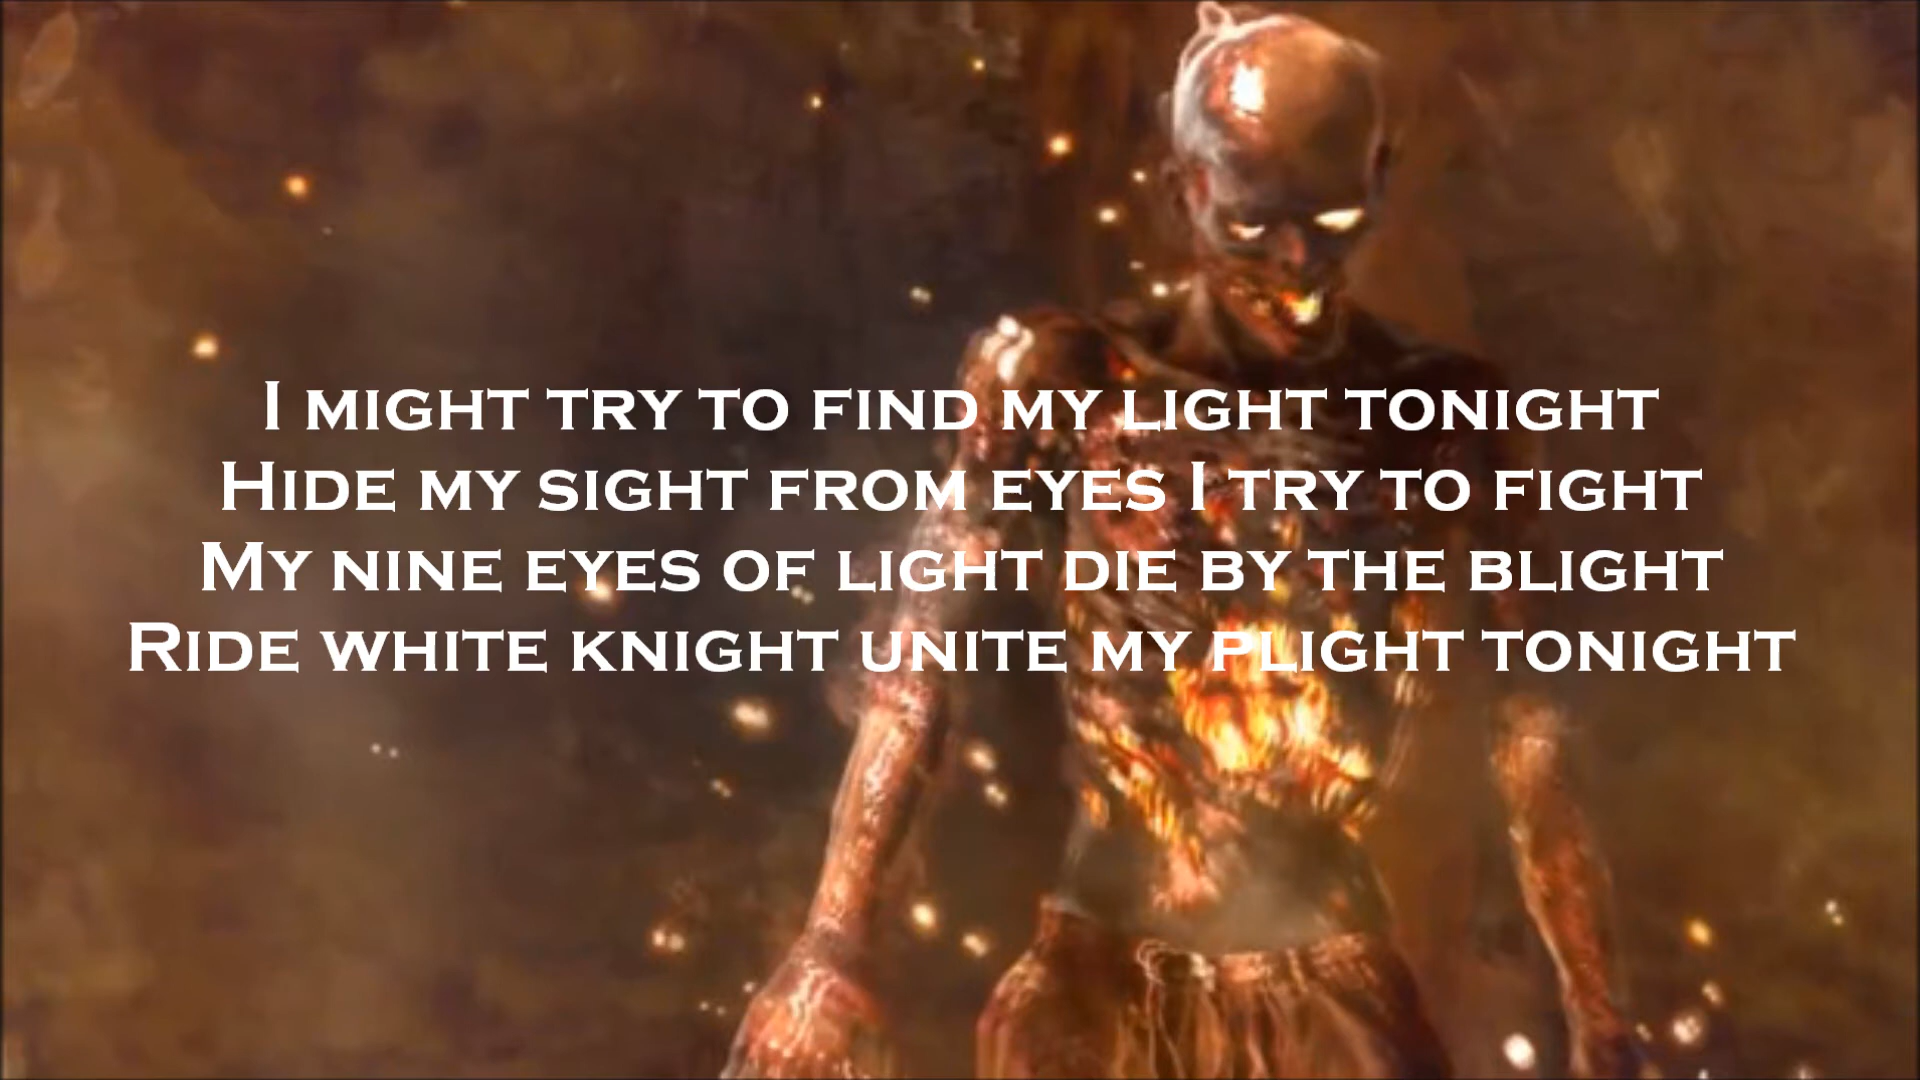 I might try to find my light tonight
Hide my sight from eyes I try to fight
My nine eyes of light die by the blight
Ride white knight unite my plight tonight